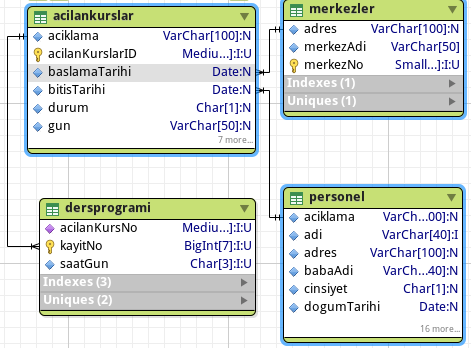 acilankurslar
aciklama VarChar[100]:N
acilanKurslarID Mediu...]:I:U
baslamaTarihi Date:N
bitisTarihi Date:N
durum Char[1]:N
gun VarChar[50]:N
7 more...
merkezler
adres VarChar[100]:N
merkezAdi VarChar[50]
merkezNo Small...]:I:U
Indexes (1)
Uniques (1)
dersprogrami
acilanKursNo Mediu...]:I:U
kayitNo BigInt[7]:I:U
saatGun Char[3]:I:U
Indexes (3)
Uniques (2)
personel
aciklama VarCh...00]:N
adi VarChar[40]:I
adres VarChar[100]:N
babaAdi VarCh...40]:N
cinsiyet Char[1]:N
dogumTarihi Date:N
16 more...